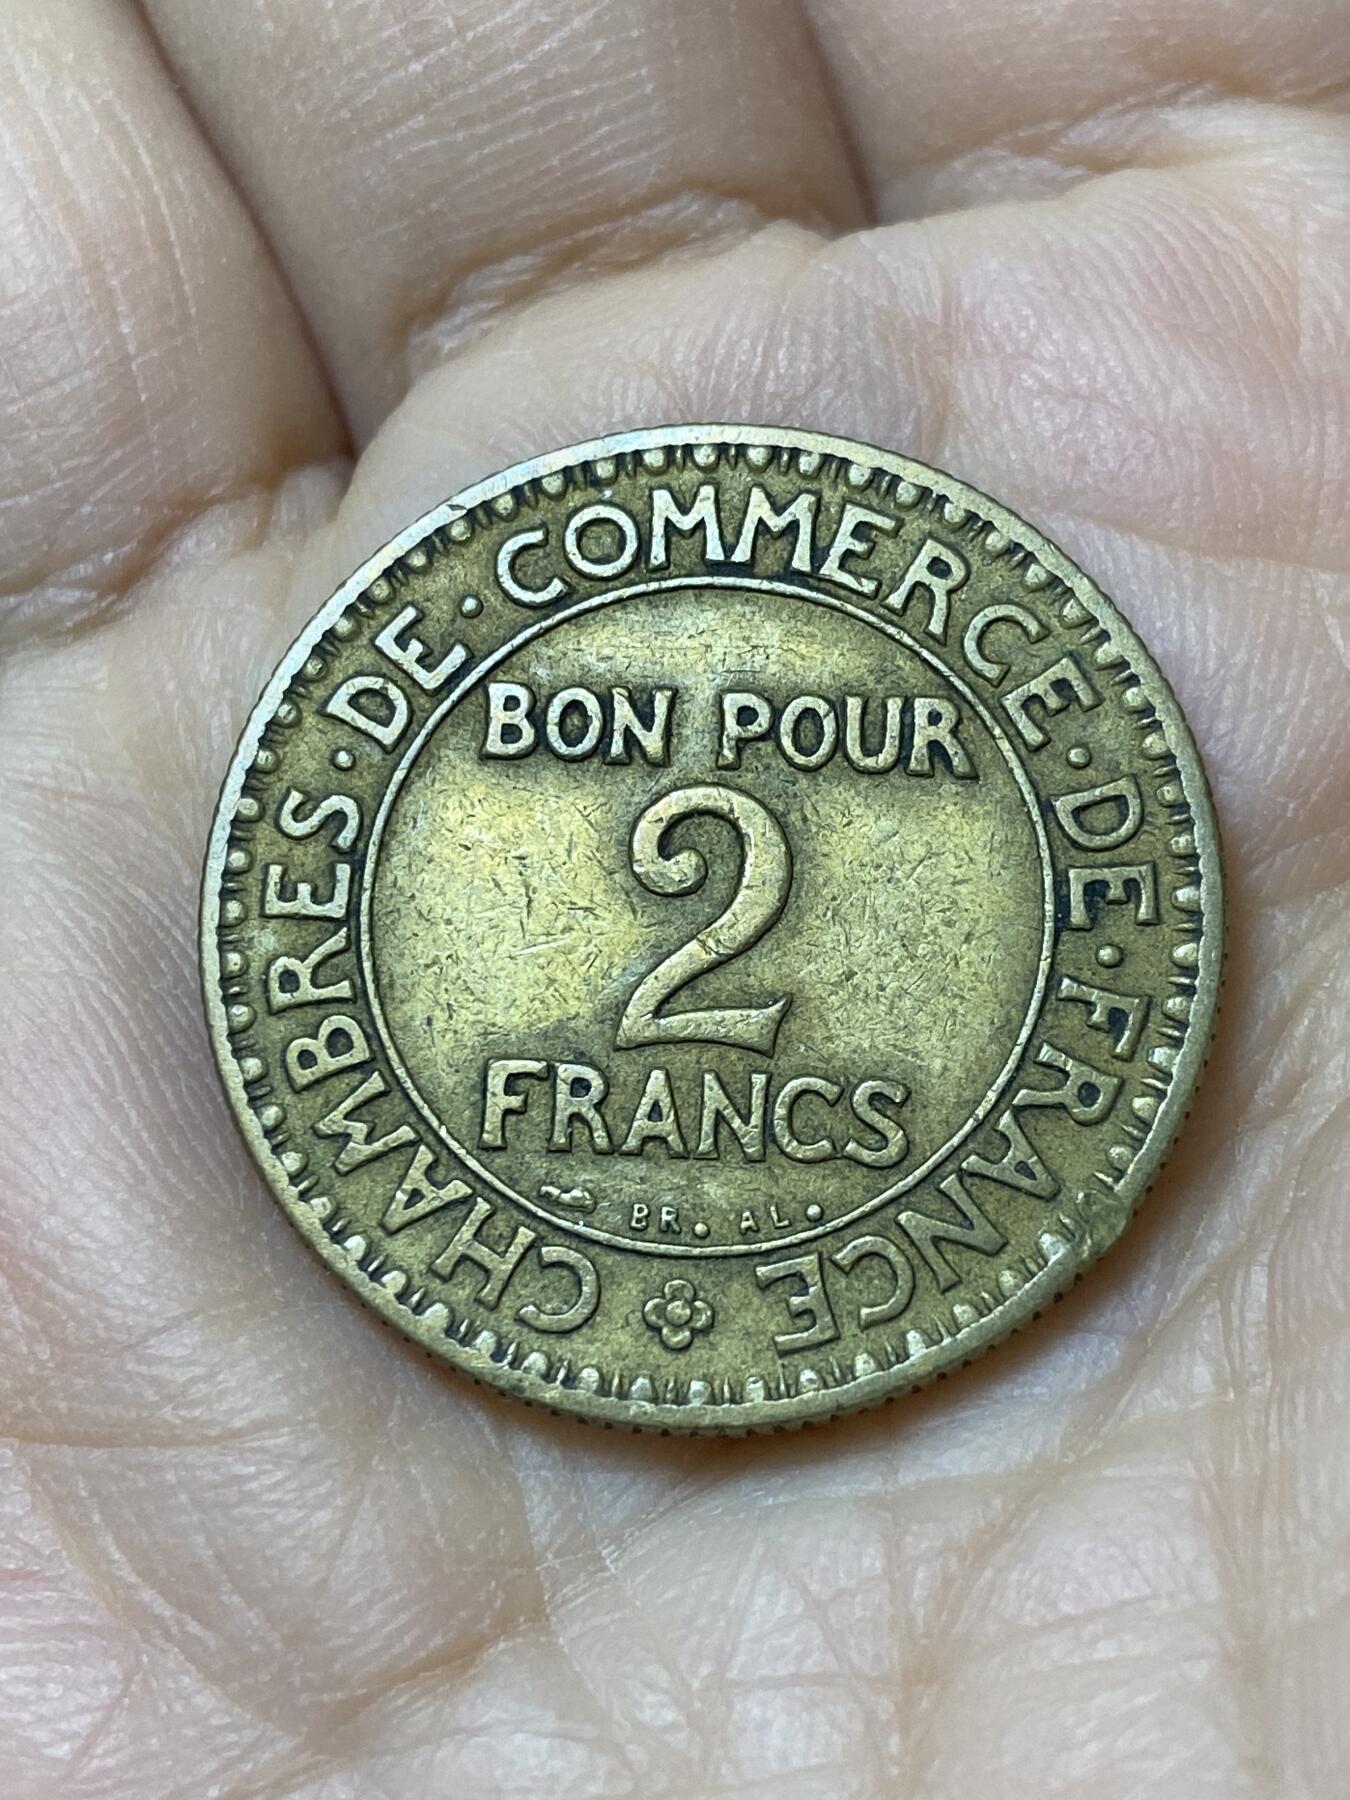 CHAMBRES · DE · COMMERCE · DE · FRANCE
BON POUR
2
FRANCS
BR. AL.